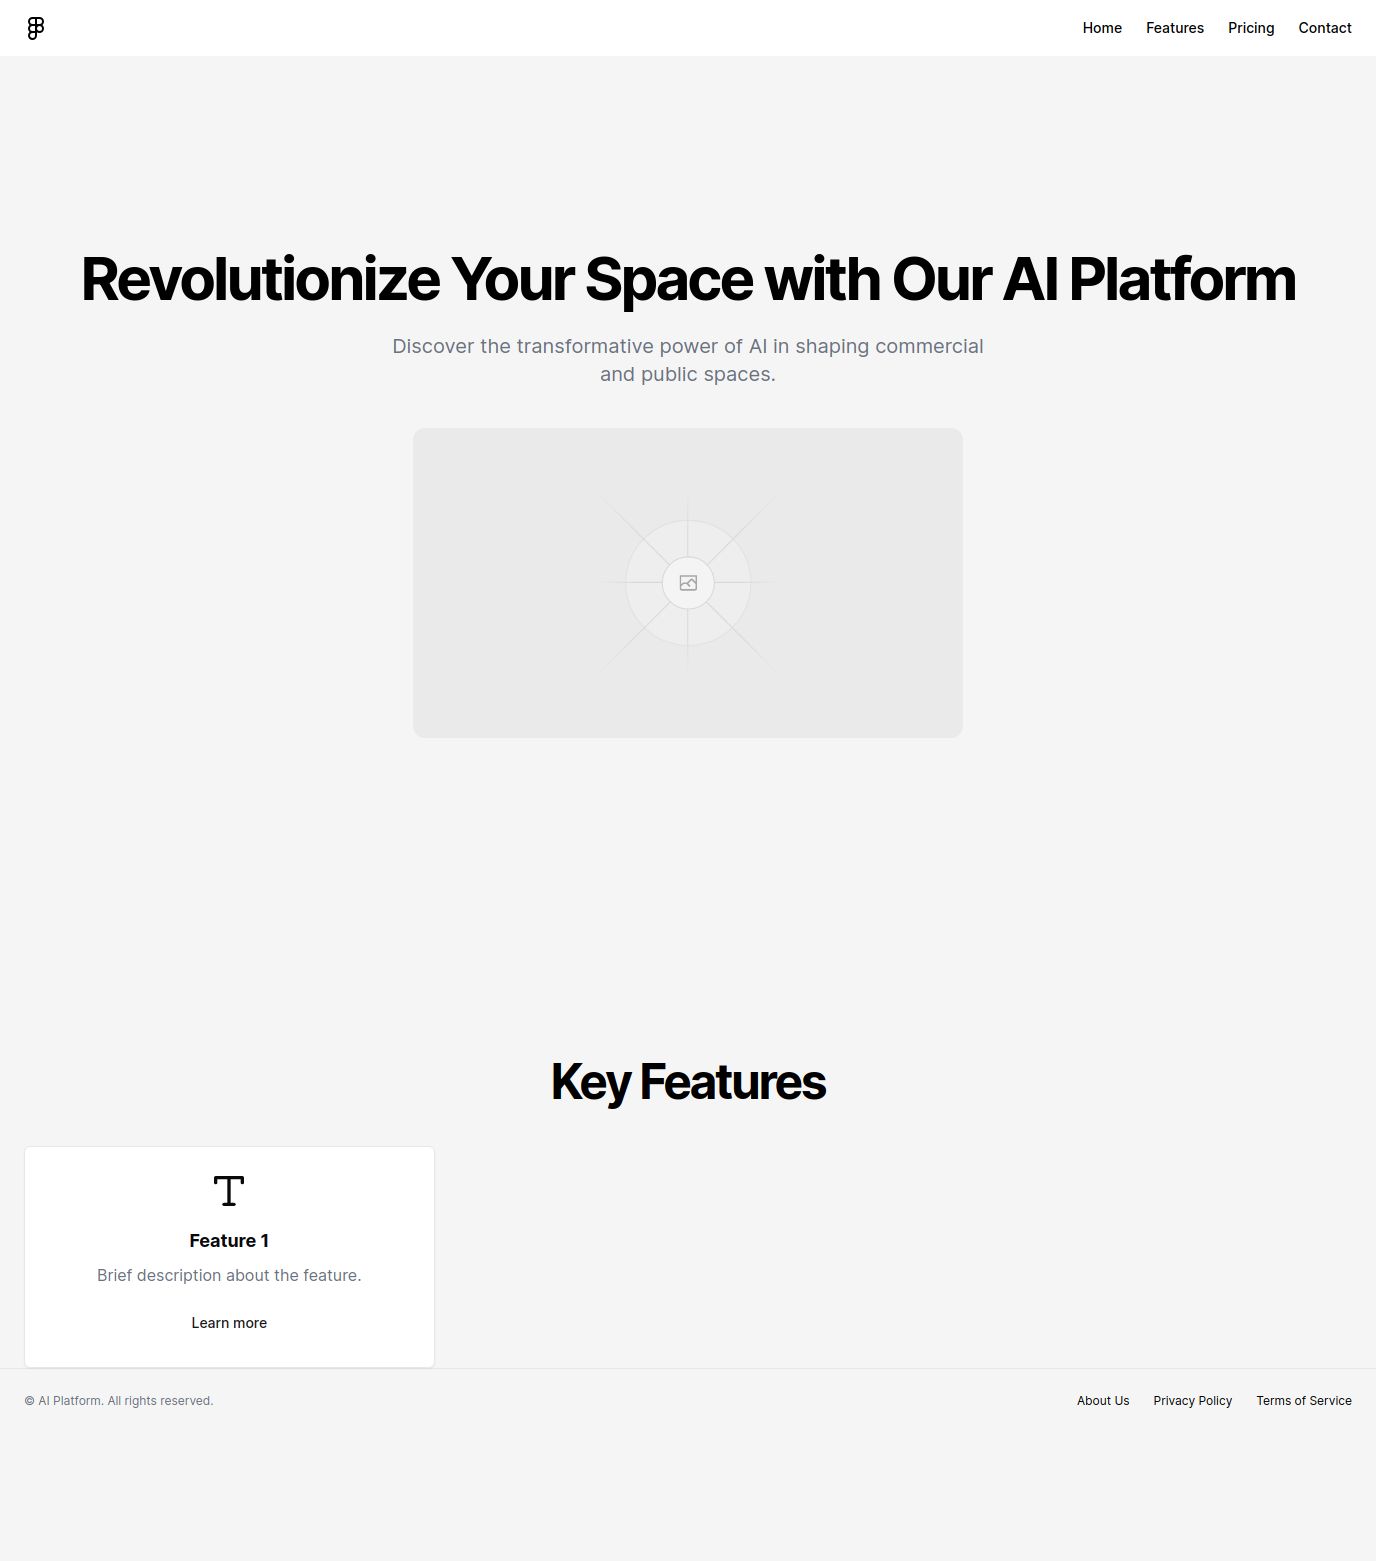 Home Features Pricing Contact
Revolutionize Your Space with Our AI Platform
Discover the transformative power of AI in shaping commercial
and public spaces.
Key Features
Feature 1
Brief description about the feature.
Learn more
© AI Platform. All rights reserved.
About Us Privacy Policy Terms of Service